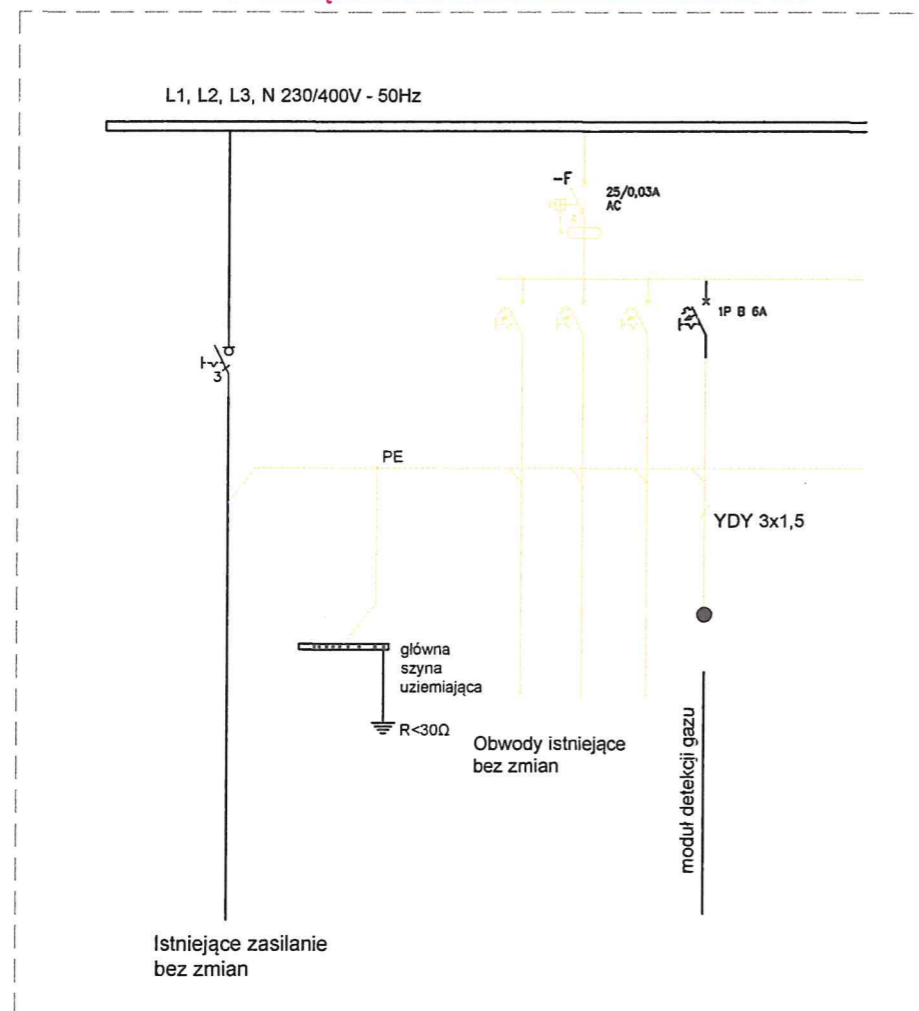 L1, L2, L3, N 230/400V - 50Hz
-F
25/0,03A
AC
1P B 6A
3
PE
YDY 3x1,5
główna
szyna
uziemiająca
R<30Ω
Obwody istniejące
bez zmian
moduł detekcji gazu
Istniejące zasilanie
bez zmian